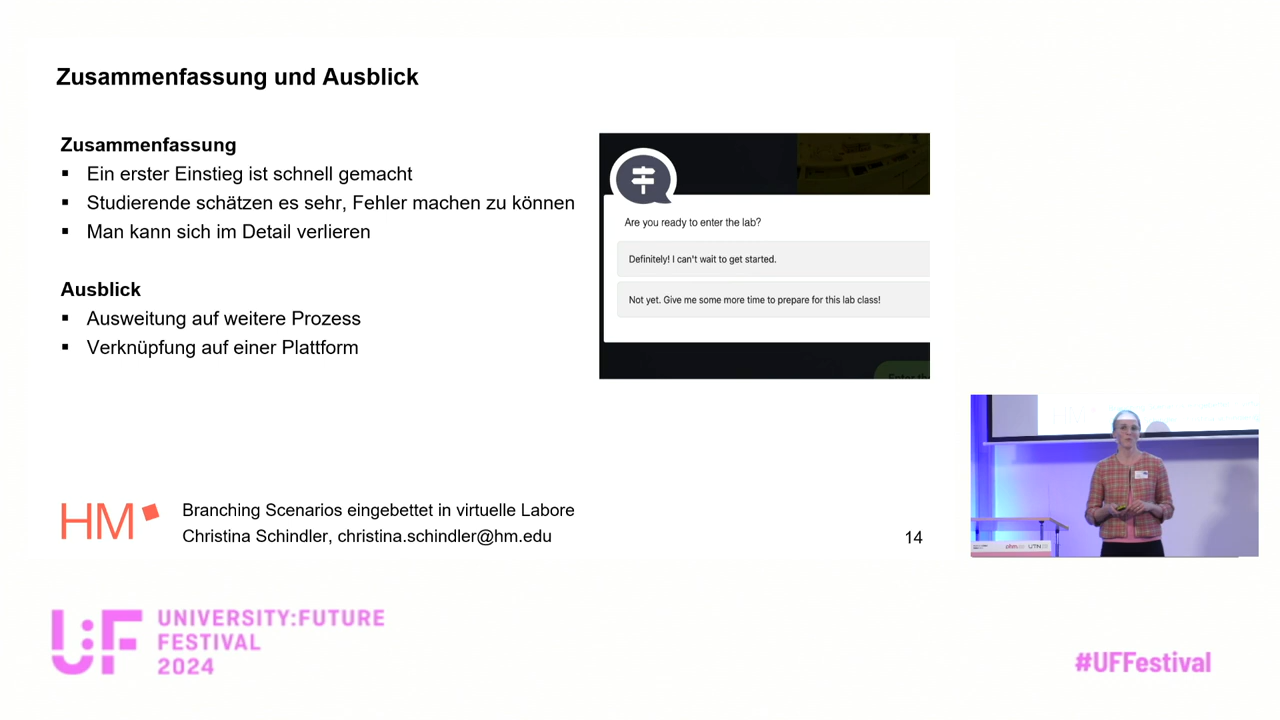 Zusammenfassung und Ausblick
Zusammenfassung
▪ Ein erster Einstieg ist schnell gemacht
▪ Studierende schätzen es sehr, Fehler machen zu können
▪ Man kann sich im Detail verlieren
Ausblick
▪ Ausweitung auf weitere Prozess
▪ Verknüpfung auf einer Plattform
Are you ready to enter the lab?
Definitely! I can't wait to get started.
Not yet. Give me some more time to prepare for this lab class!
HM
Branching Scenarios eingebettet in virtuelle Labore
Christina Schindler, christina.schindler@hm.edu
14
UTN
U:F
UNIVERSITY:FUTURE
FESTIVAL
2024
#UFFestival